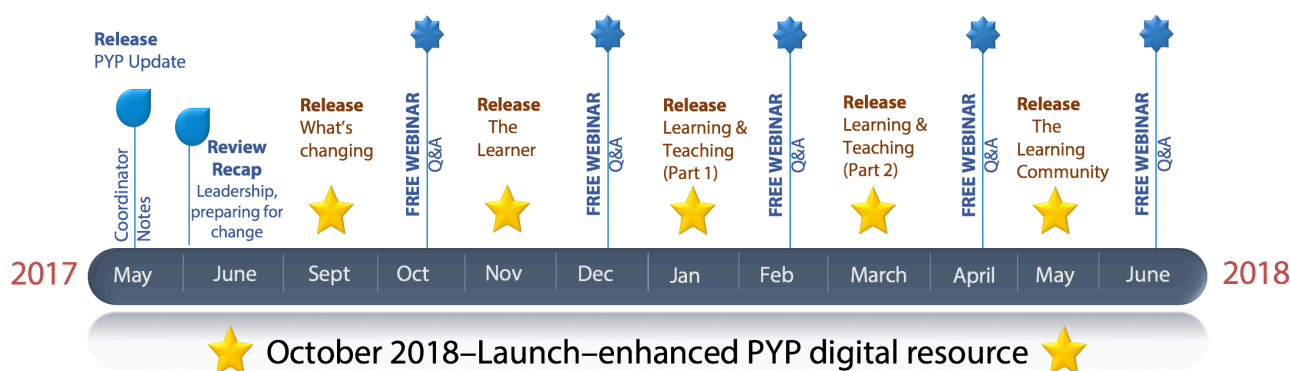 Release
PYP Update
Coordinator
Notes
Review
Recap
Leadership,
preparing for
change
Release
What's
changing
FREE WEBINAR
Q&A
Release
The
Learner
FREE WEBINAR
Q&A
Release
Learning &
Teaching
(Part 1)
FREE WEBINAR
Q&A
Release
Learning &
Teaching
(Part 2)
FREE WEBINAR
Q&A
Release
The
Learning
Community
FREE WEBINAR
Q&A
2017 May June Sept Oct Nov Dec Jan Feb March April May June 2018
October 2018–Launch–enhanced PYP digital resource